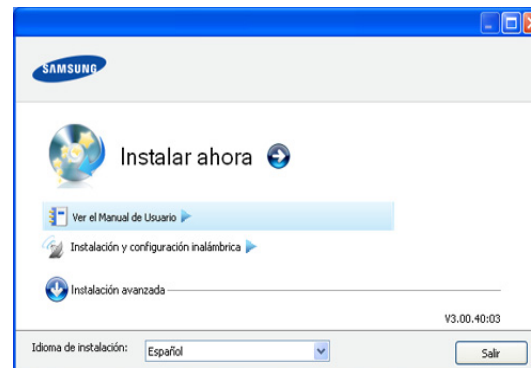 SAMSUNG
Instalar ahora
Ver el Manual de Usuario
Instalación y configuración inalámbrica
Instalación avanzada
V3.00.40:03
Idioma de instalación: Español Salir